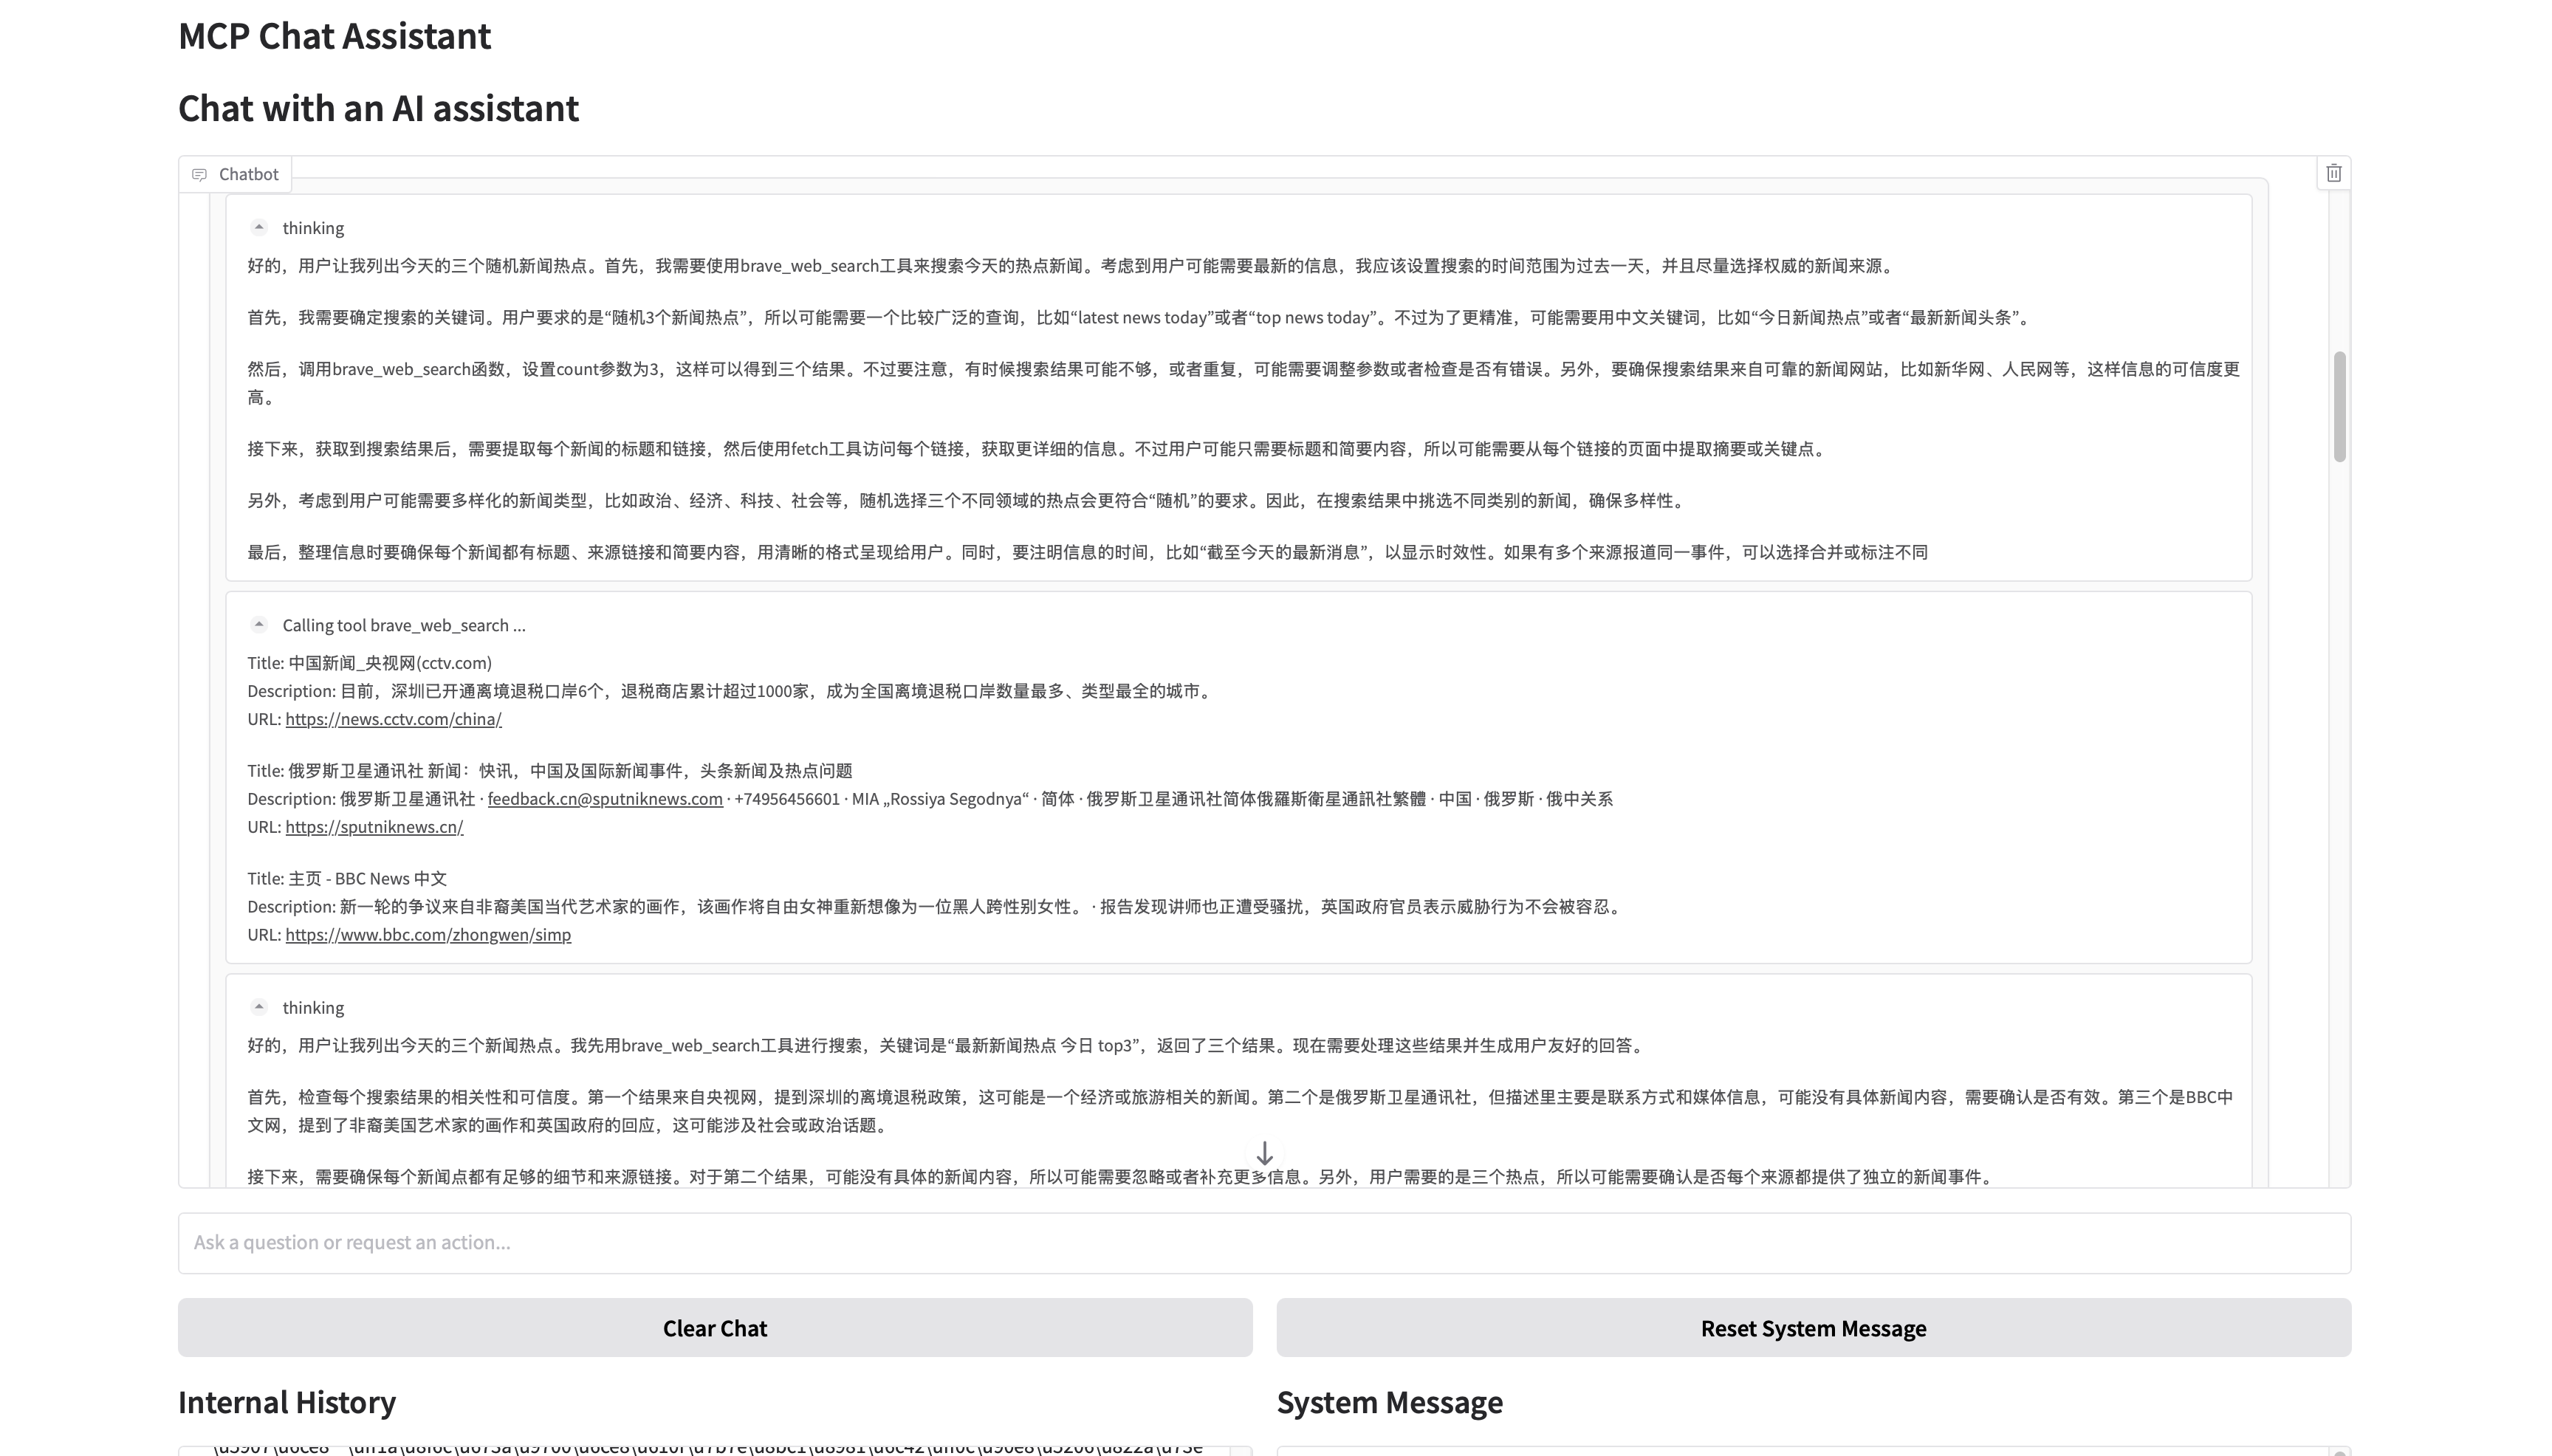 MCP Chat Assistant
Chat with an AI assistant
Chatbot
thinking
好的，用户让我列出今天的三个随机新闻热点。首先，我需要使用brave_web_search工具来搜索今天的热点新闻。考虑到用户可能需要最新的信息，我应该设置搜索的时间范围为过去一天，并且尽量选择权威的新闻来源。
首先，我需要确定搜索的关键词。用户要求的是“随机3个新闻热点”，所以可能需要一个比较广泛的查询，比如“latest news today”或者“top news today”。不过为了更精准，可能需要用中文关键词，比如“今日新闻热点”或者“最新新闻头条”。
然后，调用brave_web_search函数，设置count参数为3，这样可以得到三个结果。不过要注意，有时候搜索结果可能不够，或者重复，可能需要调整参数或者检查是否有错误。另外，要确保搜索结果来自可靠的新闻网站，比如新华网、人民网等，这样信息的可信度更
高。
接下来，获取到搜索结果后，需要提取每个新闻的标题和链接，然后使用fetch工具访问每个链接，获取更详细的信息。不过用户可能只需要标题和简要内容，所以可能需要从每个链接的页面中提取摘要或关键点。
另外，考虑到用户可能需要多样化的新闻类型，比如政治、经济、科技、社会等，随机选择三个不同领域的热点会更符合“随机”的要求。因此，在搜索结果中挑选不同类别的新闻，确保多样性。
最后，整理信息时要确保每个新闻都有标题、来源链接和简要内容，用清晰的格式呈现给用户。同时，要注明信息的时间，比如“截至今天的最新消息”，以显示时效性。如果有多个来源报道同一事件，可以选择合并或标注不同
Calling tool brave_web_search ...
Title: 中国新闻_央视网(cctv.com)
Description: 目前，深圳已开通离境退税口岸6个，退税商店累计超过1000家，成为全国离境退税口岸数量最多、类型最全的城市。
URL: https://news.cctv.com/china/
Title: 俄罗斯卫星通讯社 新闻：快讯，中国及国际新闻事件，头条新闻及热点问题
Description: 俄罗斯卫星通讯社 · feedback.cn@sputniknews.com · +74956456601 · MIA „Rossiya Segodnya“ · 简体 · 俄罗斯卫星通讯社简体俄羅斯衛星通訊社繁體 · 中国 · 俄罗斯 · 俄中关系
URL: https://sputniknews.cn/
Title: 主页 - BBC News 中文
Description: 新一轮的争议来自非裔美国当代艺术家的画作，该画作将自由女神重新想像为一位黑人跨性别女性。 · 报告发现讲师也正遭受骚扰，英国政府官员表示威胁行为不会被容忍。
URL: https://www.bbc.com/zhongwen/simp
thinking
好的，用户让我列出今天的三个新闻热点。我先用brave_web_search工具进行搜索，关键词是“最新新闻热点 今日 top3”，返回了三个结果。现在需要处理这些结果并生成用户友好的回答。
首先，检查每个搜索结果的相关性和可信度。第一个结果来自央视网，提到深圳的离境退税政策，这可能是一个经济或旅游相关的新闻。第二个是俄罗斯卫星通讯社，但描述里主要是联系方式和媒体信息，可能没有具体新闻内容，需要确认是否有效。第三个是BBC中
文网，提到了非裔美国艺术家的画作和英国政府的回应，这可能涉及社会或政治话题。
接下来，需要确保每个新闻点都有足够的细节和来源链接。对于第二个结果，可能没有具体的新闻内容，所以可能需要忽略或者补充更多信息。另外，用户需要的是三个热点，所以可能需要确认是否每个来源都提供了独立的新闻事件。
Ask a question or request an action...
Clear Chat
Reset System Message
Internal History
System Message